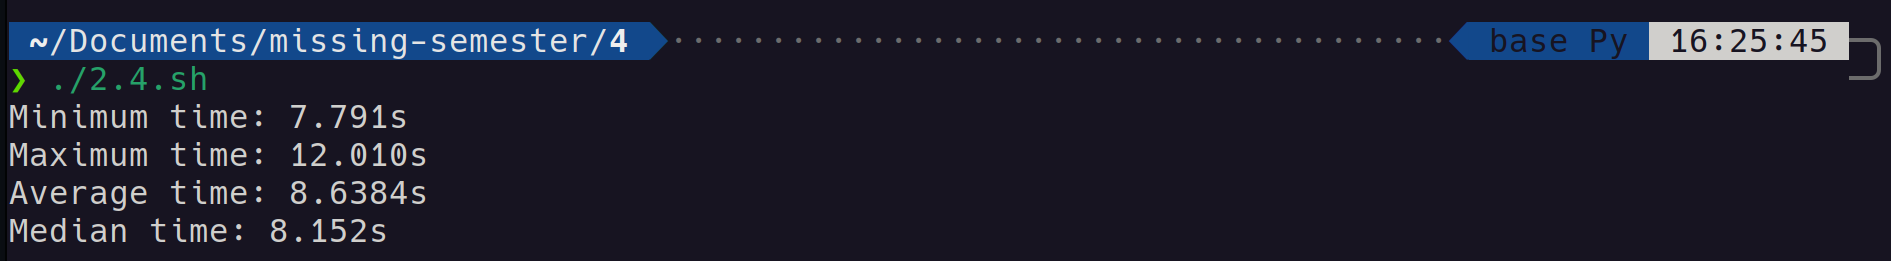 ~/Documents/missing-semester/4 base Py 16:25:45
❯ ./2.4.sh
Minimum time: 7.791s
Maximum time: 12.010s
Average time: 8.6384s
Median time: 8.152s